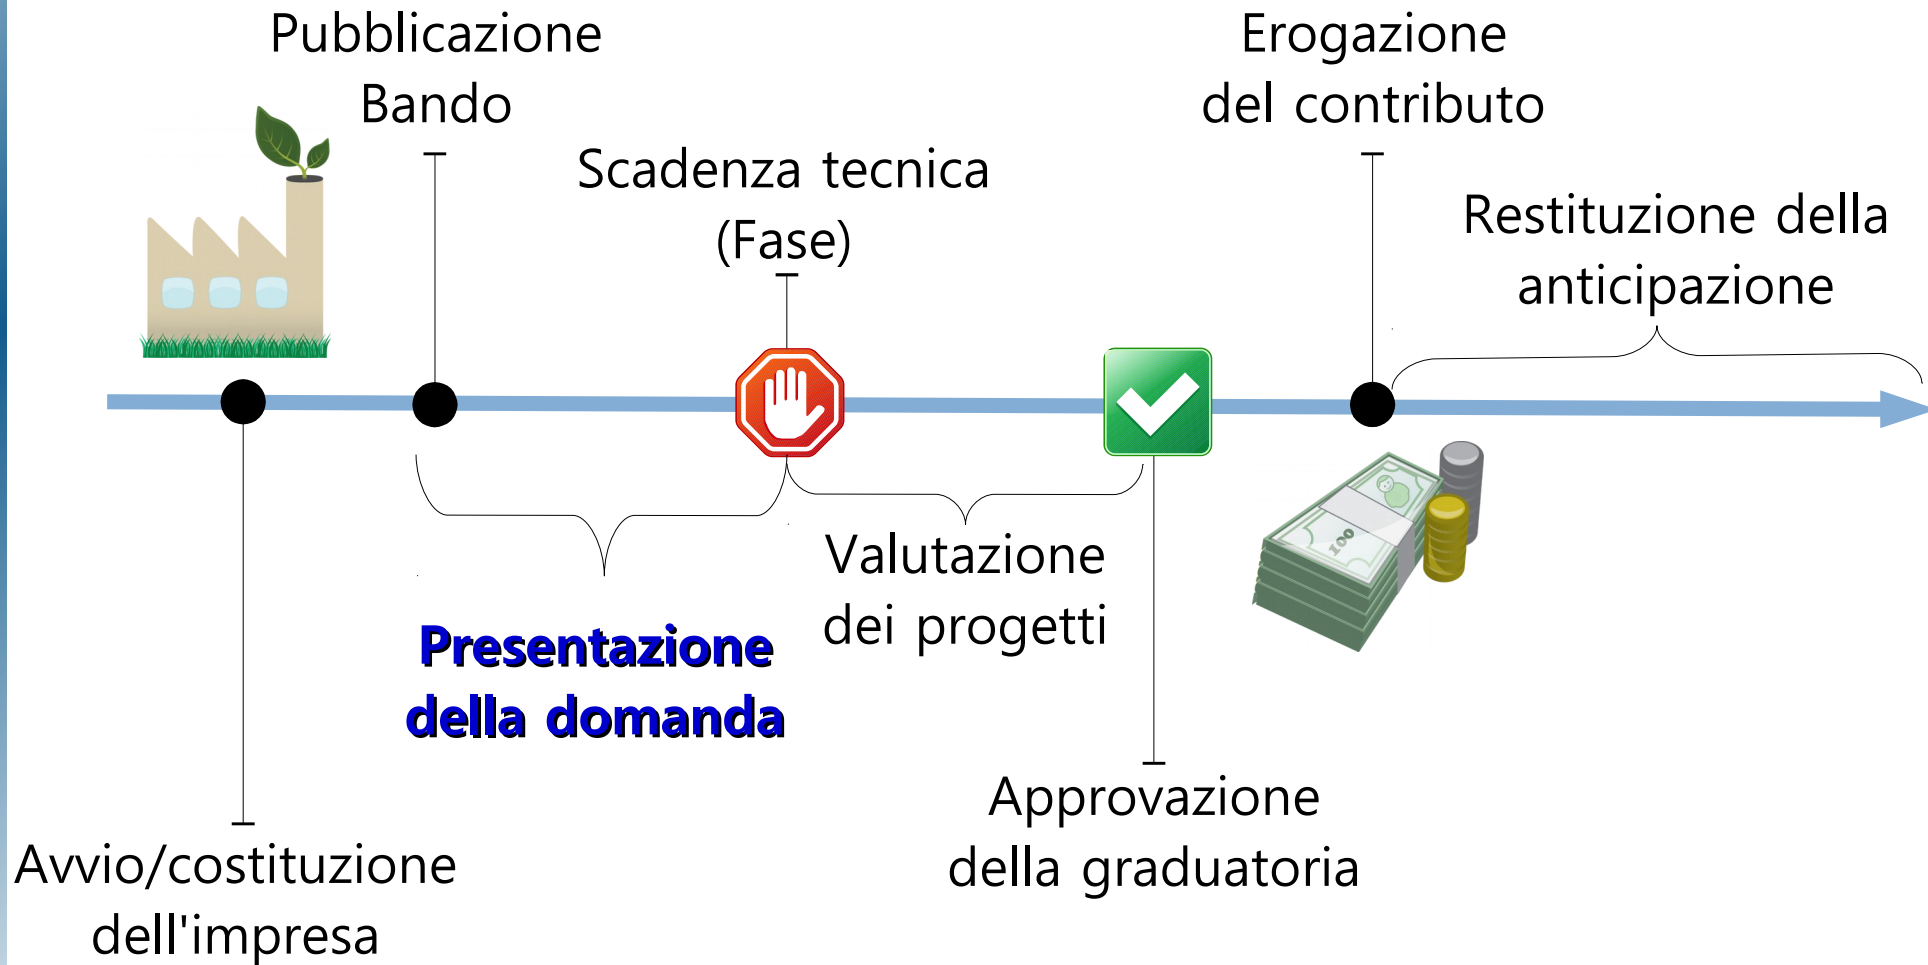 Pubblicazione
Bando
Erogazione
del contributo
Scadenza tecnica
(Fase)
Restituzione della
anticipazione
Valutazione
dei progetti
100
Presentazione
della domanda
Approvazione
della graduatoria
Avvio/costituzione
dell'impresa